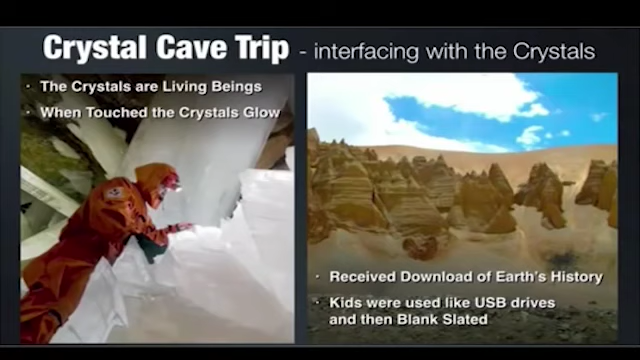 Crystal Cave Trip - interfacing with the Crystals
· The Crystals are Living Beings
· When Touched the Crystals Glow
· Received Download of Earth's History
· Kids were used like USB drives
and then Blank Slated